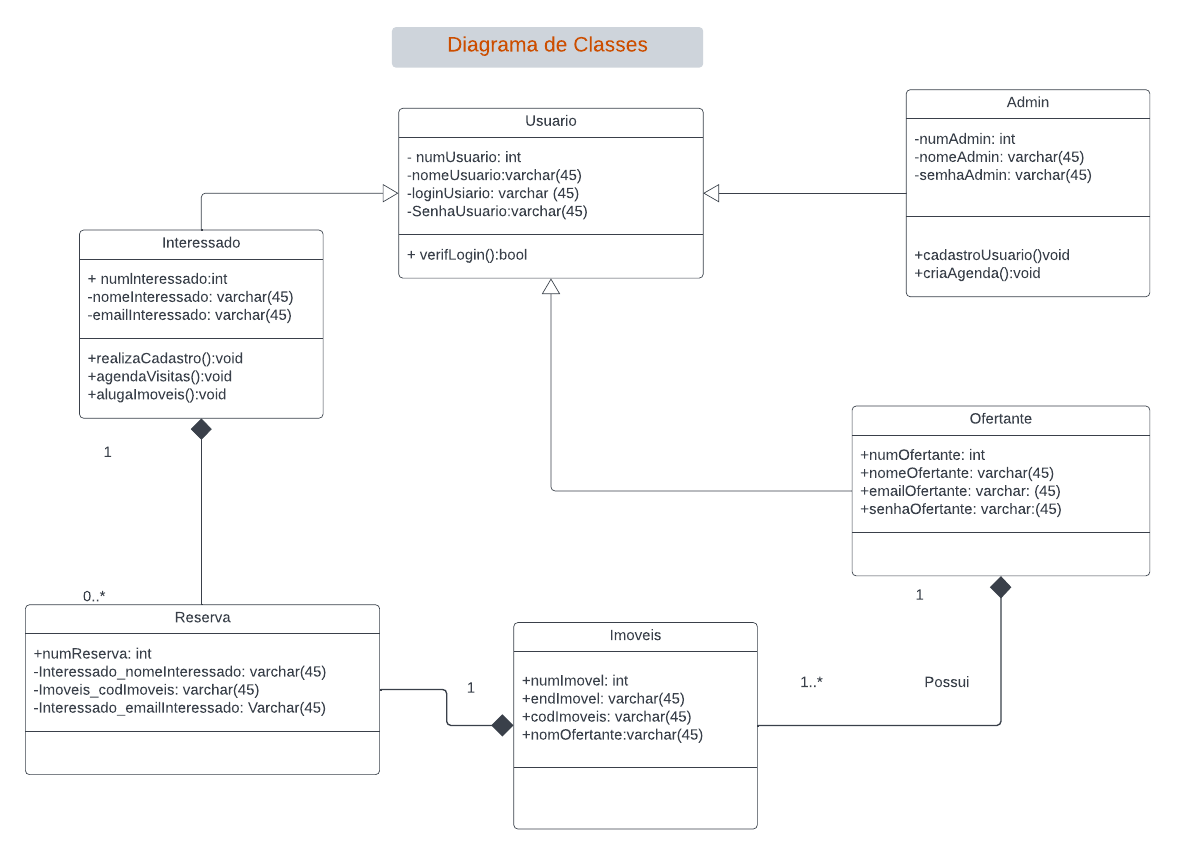 Diagrama de Classes
Usuario
- numUsuario: int
-nomeUsuario:varchar(45)
-loginUsiario: varchar (45)
-SenhaUsuario:varchar(45)
+ verifLogin():bool
Admin
-numAdmin: int
-nomeAdmin: varchar(45)
-semhaAdmin: varchar(45)
+cadastroUsuario()void
+criaAgenda():void
Interessado
+ numInteressado:int
-nomeInteressado: varchar(45)
-emailInteressado: varchar(45)
+realizaCadastro():void
+agendaVisitas():void
+alugaImoveis():void
1
0..*
Ofertante
+numOfertante: int
+nomeOfertante: varchar(45)
+emailOfertante: varchar: (45)
+senhaOfertante: varchar:(45)
1
Reserva
+numReserva: int
-Interessado_nomeInteressado: varchar(45)
-Imoveis_codImoveis: varchar(45)
-Interessado_emailInteressado: Varchar(45)
1
Imoveis
+numImovel: int
+endImovel: varchar(45)
+codImoveis: varchar(45)
+nomOfertante:varchar(45)
1..*
Possui